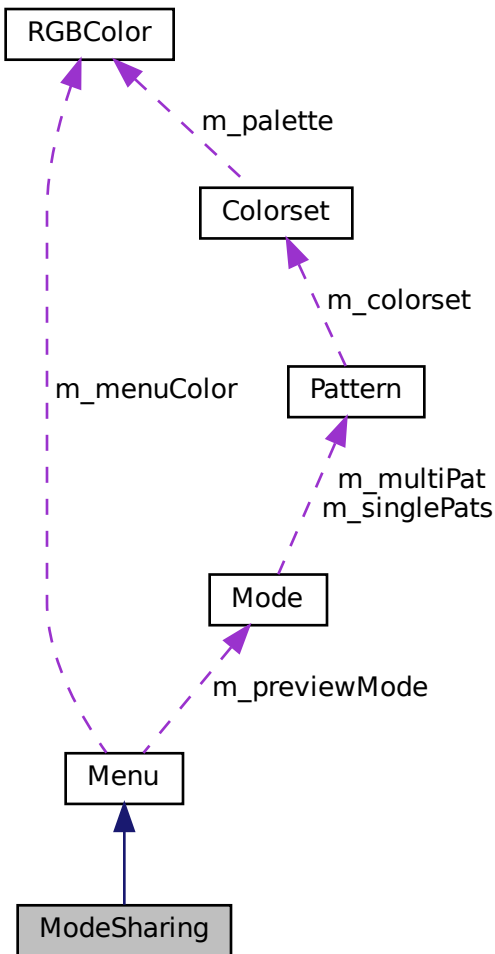 RGBColor
m_palette
Colorset
m_colorset
m_menuColor
Pattern
m_multiPat
m_singlePats
Mode
m_previewMode
Menu
ModeSharing